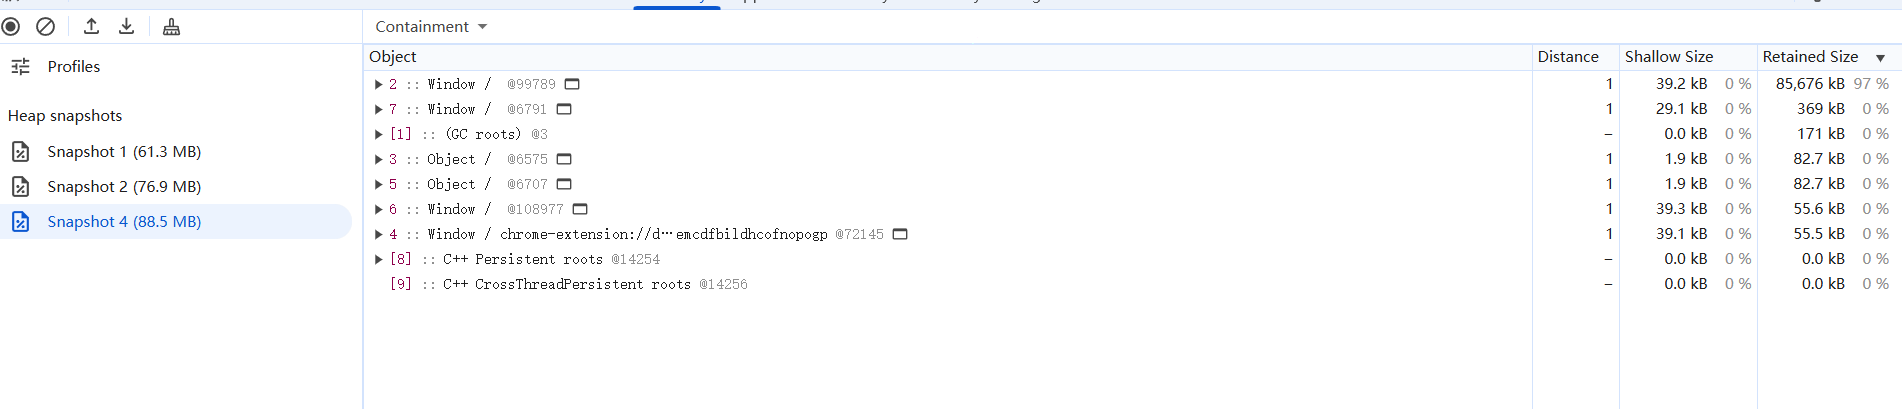 Containment
Profiles
Heap snapshots
Snapshot 1 (61.3 MB)
Snapshot 2 (76.9 MB)
Snapshot 4 (88.5 MB)
Object Distance Shallow Size Retained Size
2 :: Window / @99789 1 39.2 kB 0 % 85,676 kB 97 %
7 :: Window / @6791 1 29.1 kB 0 % 369 kB 0 %
[1] :: (GC roots) @3 – 0.0 kB 0 % 171 kB 0 %
3 :: Object / @6575 1 1.9 kB 0 % 82.7 kB 0 %
5 :: Object / @6707 1 1.9 kB 0 % 82.7 kB 0 %
6 :: Window / @108977 1 39.3 kB 0 % 55.6 kB 0 %
4 :: Window / chrome-extension://d…emcdfbildhcofnopogp @72145 1 39.1 kB 0 % 55.5 kB 0 %
[8] :: C++ Persistent roots @14254 – 0.0 kB 0 % 0.0 kB 0 %
[9] :: C++ CrossThreadPersistent roots @14256 – 0.0 kB 0 % 0.0 kB 0 %